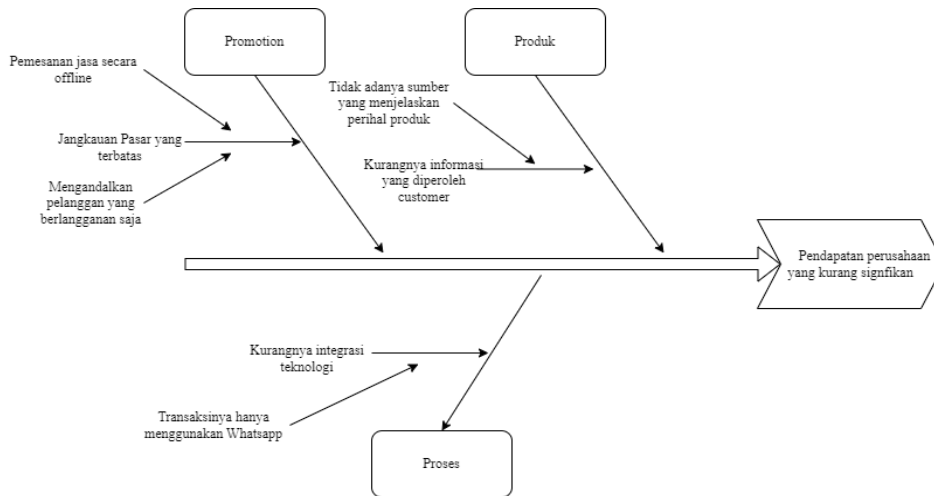 Promotion
Produk
Pemesanan jasa secara
offline
Tidak adanya sumber
yang menjelaskan
perihal produk
Jangkauan Pasar yang
terbatas
Kurangnya informasi
yang diperoleh
customer
Mengandalkan
pelanggan yang
berlangganan saja
Pendapatan perusahaan
yang kurang signfikan
Kurangnya integrasi
teknologi
Transaksinya hanya
menggunakan Whatsapp
Proses